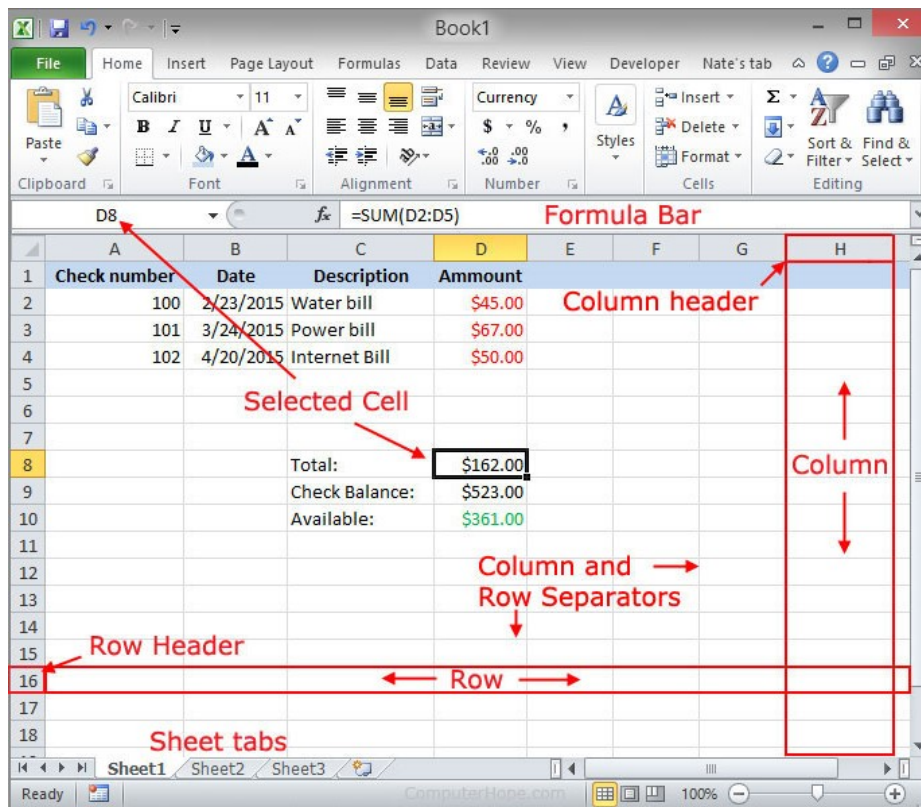 Book1
File Home Insert Page Layout Formulas Data Review View Developer Nate's tab
Calibri 11 Currency Insert
Paste B I U A A $ % , Styles Delete Sort & Find &
A .0 .00 .00 .0 Format Filter Select
Clipboard Font Alignment Number Cells Editing
D8 fx =SUM(D2:D5) Formula Bar
A B C D E F G H
1 Check number Date Description Ammount
2 100 2/23/2015 Water bill $45.00 Column header
3 101 3/24/2015 Power bill $67.00
4 102 4/20/2015 Internet Bill $50.00
5
6 Selected Cell
7
8 Total: $162.00 Column
9 Check Balance: $523.00
10 Available: $361.00
11
12 Column and
13 Row Separators
14
15 Row Header
16 Row
17
18 Sheet tabs
Sheet1 Sheet2 Sheet3
Ready ComputerHope.com 100%